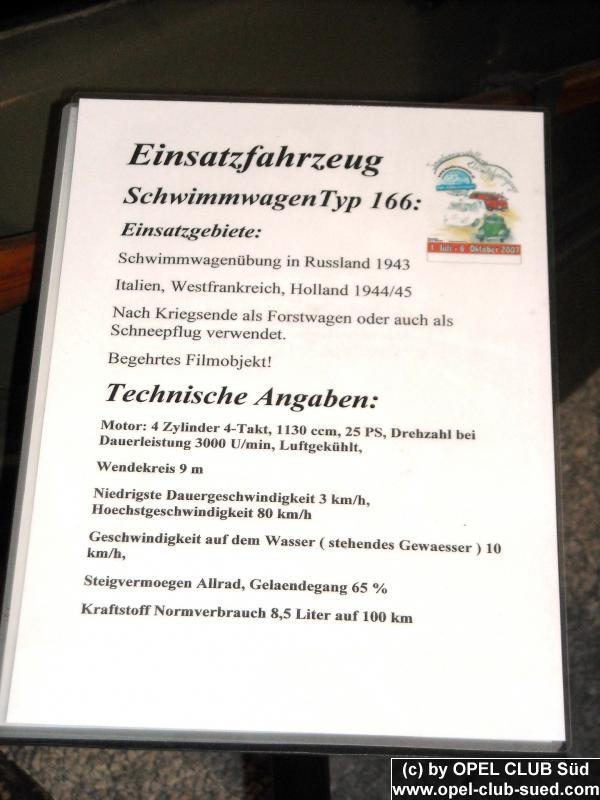 Einsatzfahrzeug
SchwimmwagenTyp 166:
Einsatzgebiete:
1 Juli - 6 Oktober 2007
Schwimmwagenübung in Russland 1943
Italien, Westfrankreich, Holland 1944/45
Nach Kriegsende als Forstwagen oder auch als
Schneepflug verwendet.
Begehrtes Filmobjekt!
Technische Angaben:
Motor: 4 Zylinder 4-Takt, 1130 ccm, 25 PS, Drehzahl bei
Dauerleistung 3000 U/min, Luftgekühlt,
Wendekreis 9 m
Niedrigste Dauergeschwindigkeit 3 km/h,
Hoechstgeschwindigkeit 80 km/h
Geschwindigkeit auf dem Wasser ( stehendes Gewaesser ) 10
km/h,
Steigvermoegen Allrad, Gelaendegang 65 %
Kraftstoff Normverbrauch 8,5 Liter auf 100 km
(c) by OPEL CLUB Süd
www.opel-club-sued.com